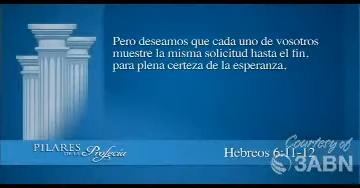 Pero deseamos que cada uno de vosotros
muestre la misma solicitud hasta el fin,
para plena certeza de la esperanza.
PILARES
DE LA Profecía
Hebreos 6:11-12
Courtesy of
3ABN